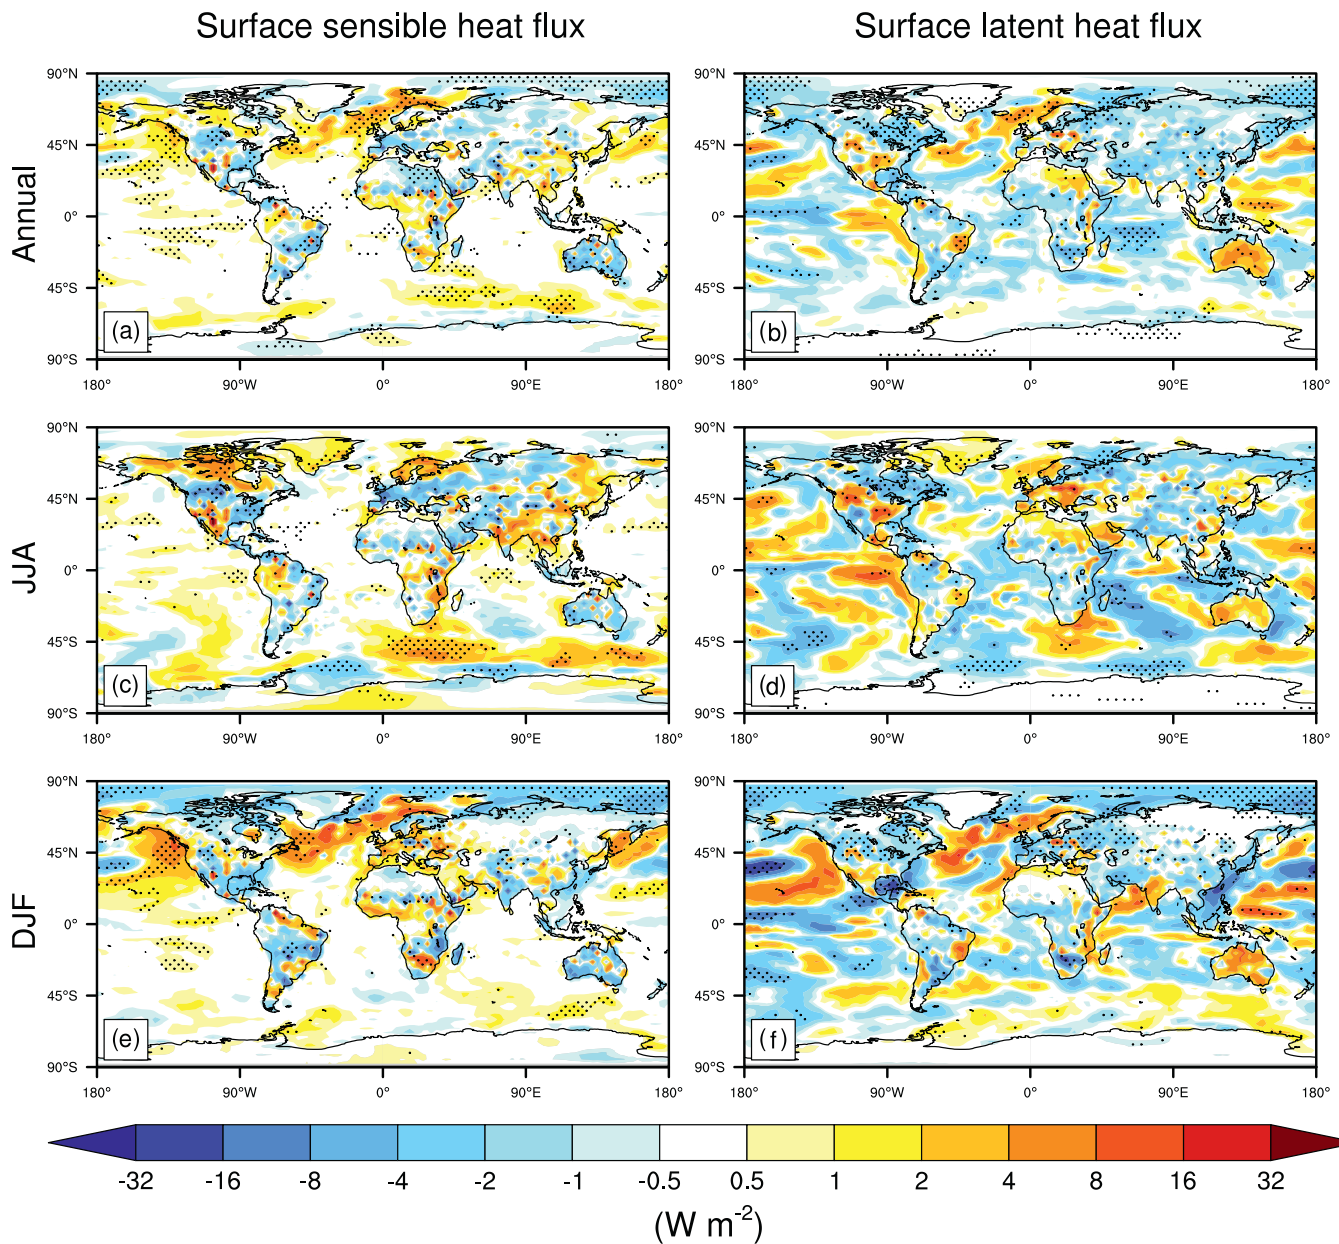 Surface sensible heat flux Surface latent heat flux
Annual
90°N 90°N
45°N 45°N
0° 0°
45°S 45°S
(a) (b)
90°S 90°S
180° 90°W 0° 90°E 180° 180° 90°W 0° 90°E 180°
JJA
90°N 90°N
45°N 45°N
0° 0°
45°S 45°S
(c) (d)
90°S 90°S
180° 90°W 0° 90°E 180° 180° 90°W 0° 90°E 180°
DJF
90°N 90°N
45°N 45°N
0° 0°
45°S 45°S
(e) (f)
90°S 90°S
180° 90°W 0° 90°E 180° 180° 90°W 0° 90°E 180°
-32 -16 -8 -4 -2 -1 -0.5 0.5 1 2 4 8 16 32
(W m⁻²)